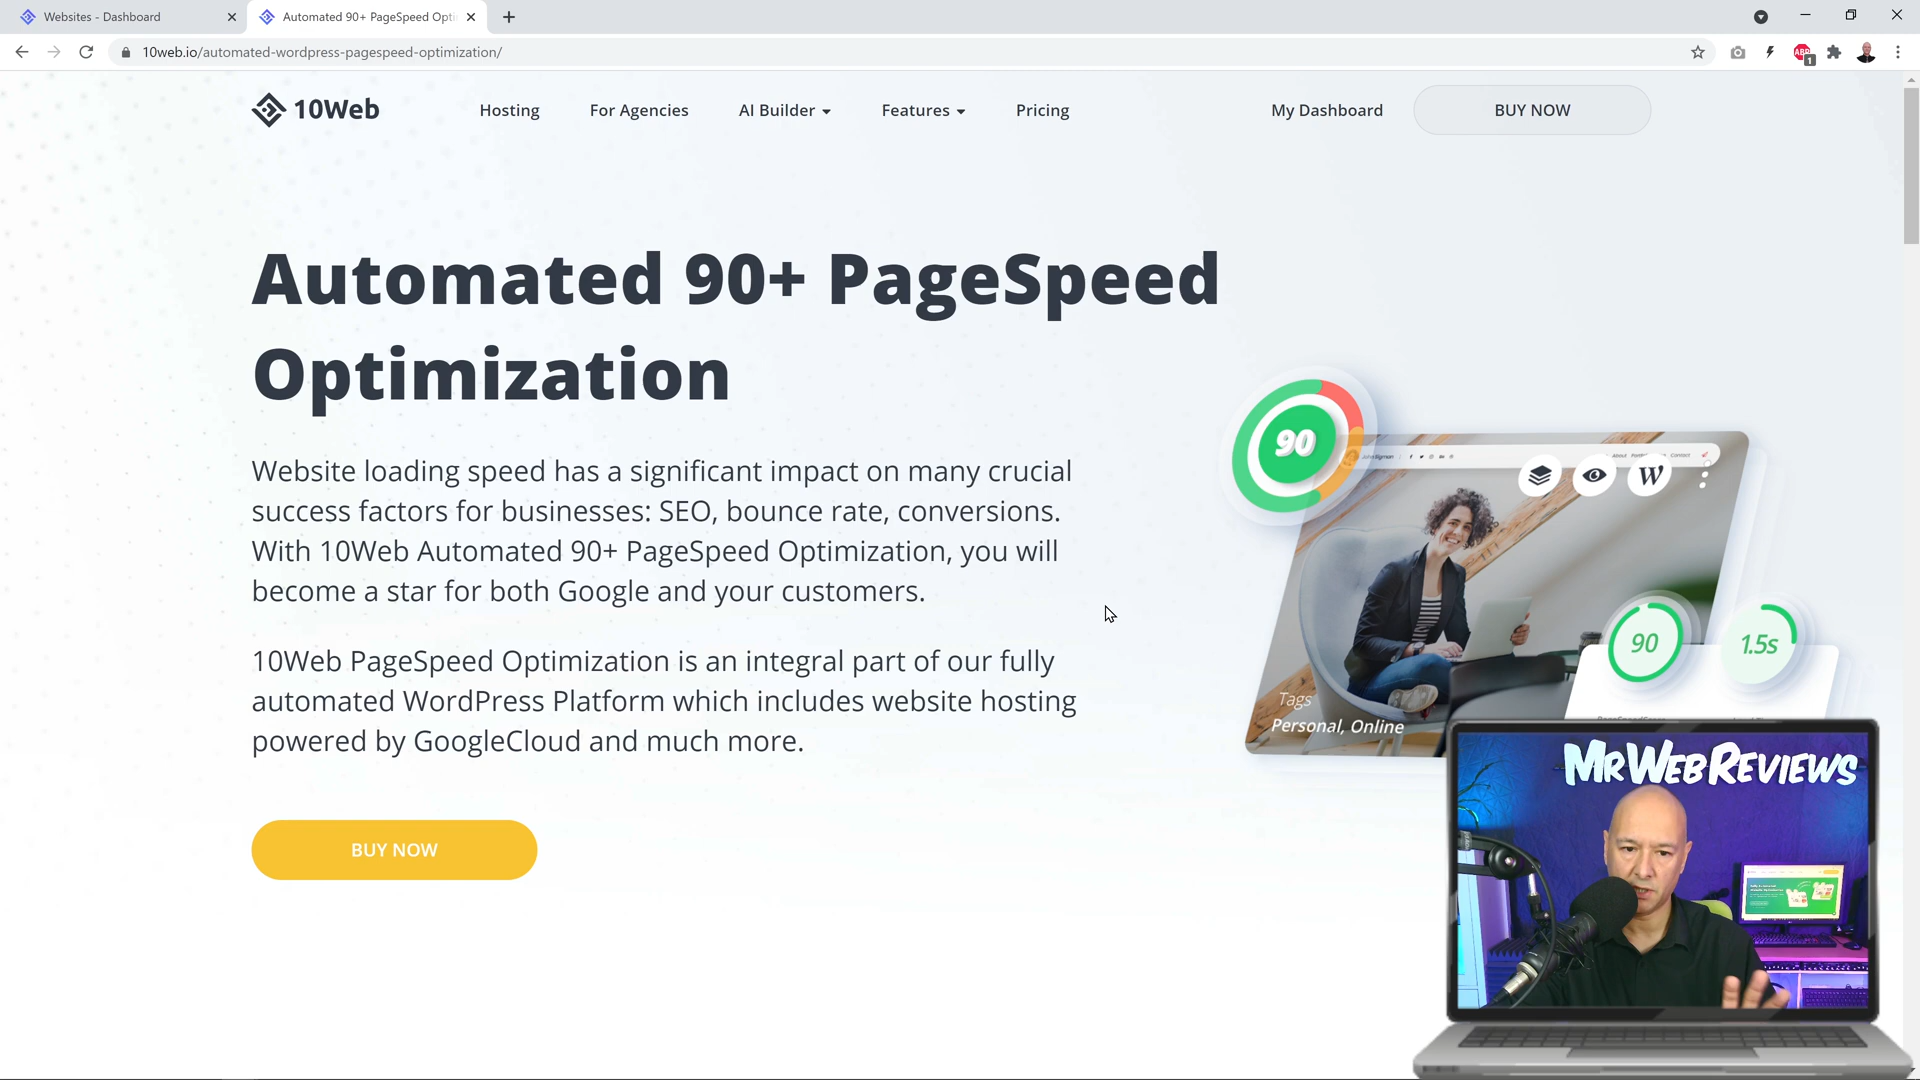 Websites - Dashboard
Automated 90+ PageSpeed Opti
10web.io/automated-wordpress-pagespeed-optimization/
ABP
1
10Web
Hosting
For Agencies
AI Builder
Features
Pricing
My Dashboard
BUY NOW
Automated 90+ PageSpeed
Optimization
Website loading speed has a significant impact on many crucial
success factors for businesses: SEO, bounce rate, conversions.
With 10Web Automated 90+ PageSpeed Optimization, you will
become a star for both Google and your customers.
10Web PageSpeed Optimization is an integral part of our fully
automated WordPress Platform which includes website hosting
powered by GoogleCloud and much more.
BUY NOW
90
About
Contact
W
90
1.5s
Tags
Personal, Online
MRWEBREVIEWS